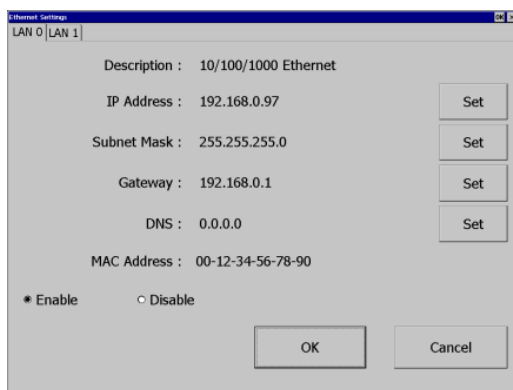 Ethernet Settings OK ×
LAN 0 LAN 1
Description : 10/100/1000 Ethernet
IP Address : 192.168.0.97 Set
Subnet Mask : 255.255.255.0 Set
Gateway : 192.168.0.1 Set
DNS : 0.0.0.0 Set
MAC Address : 00-12-34-56-78-90
Enable Disable
OK Cancel